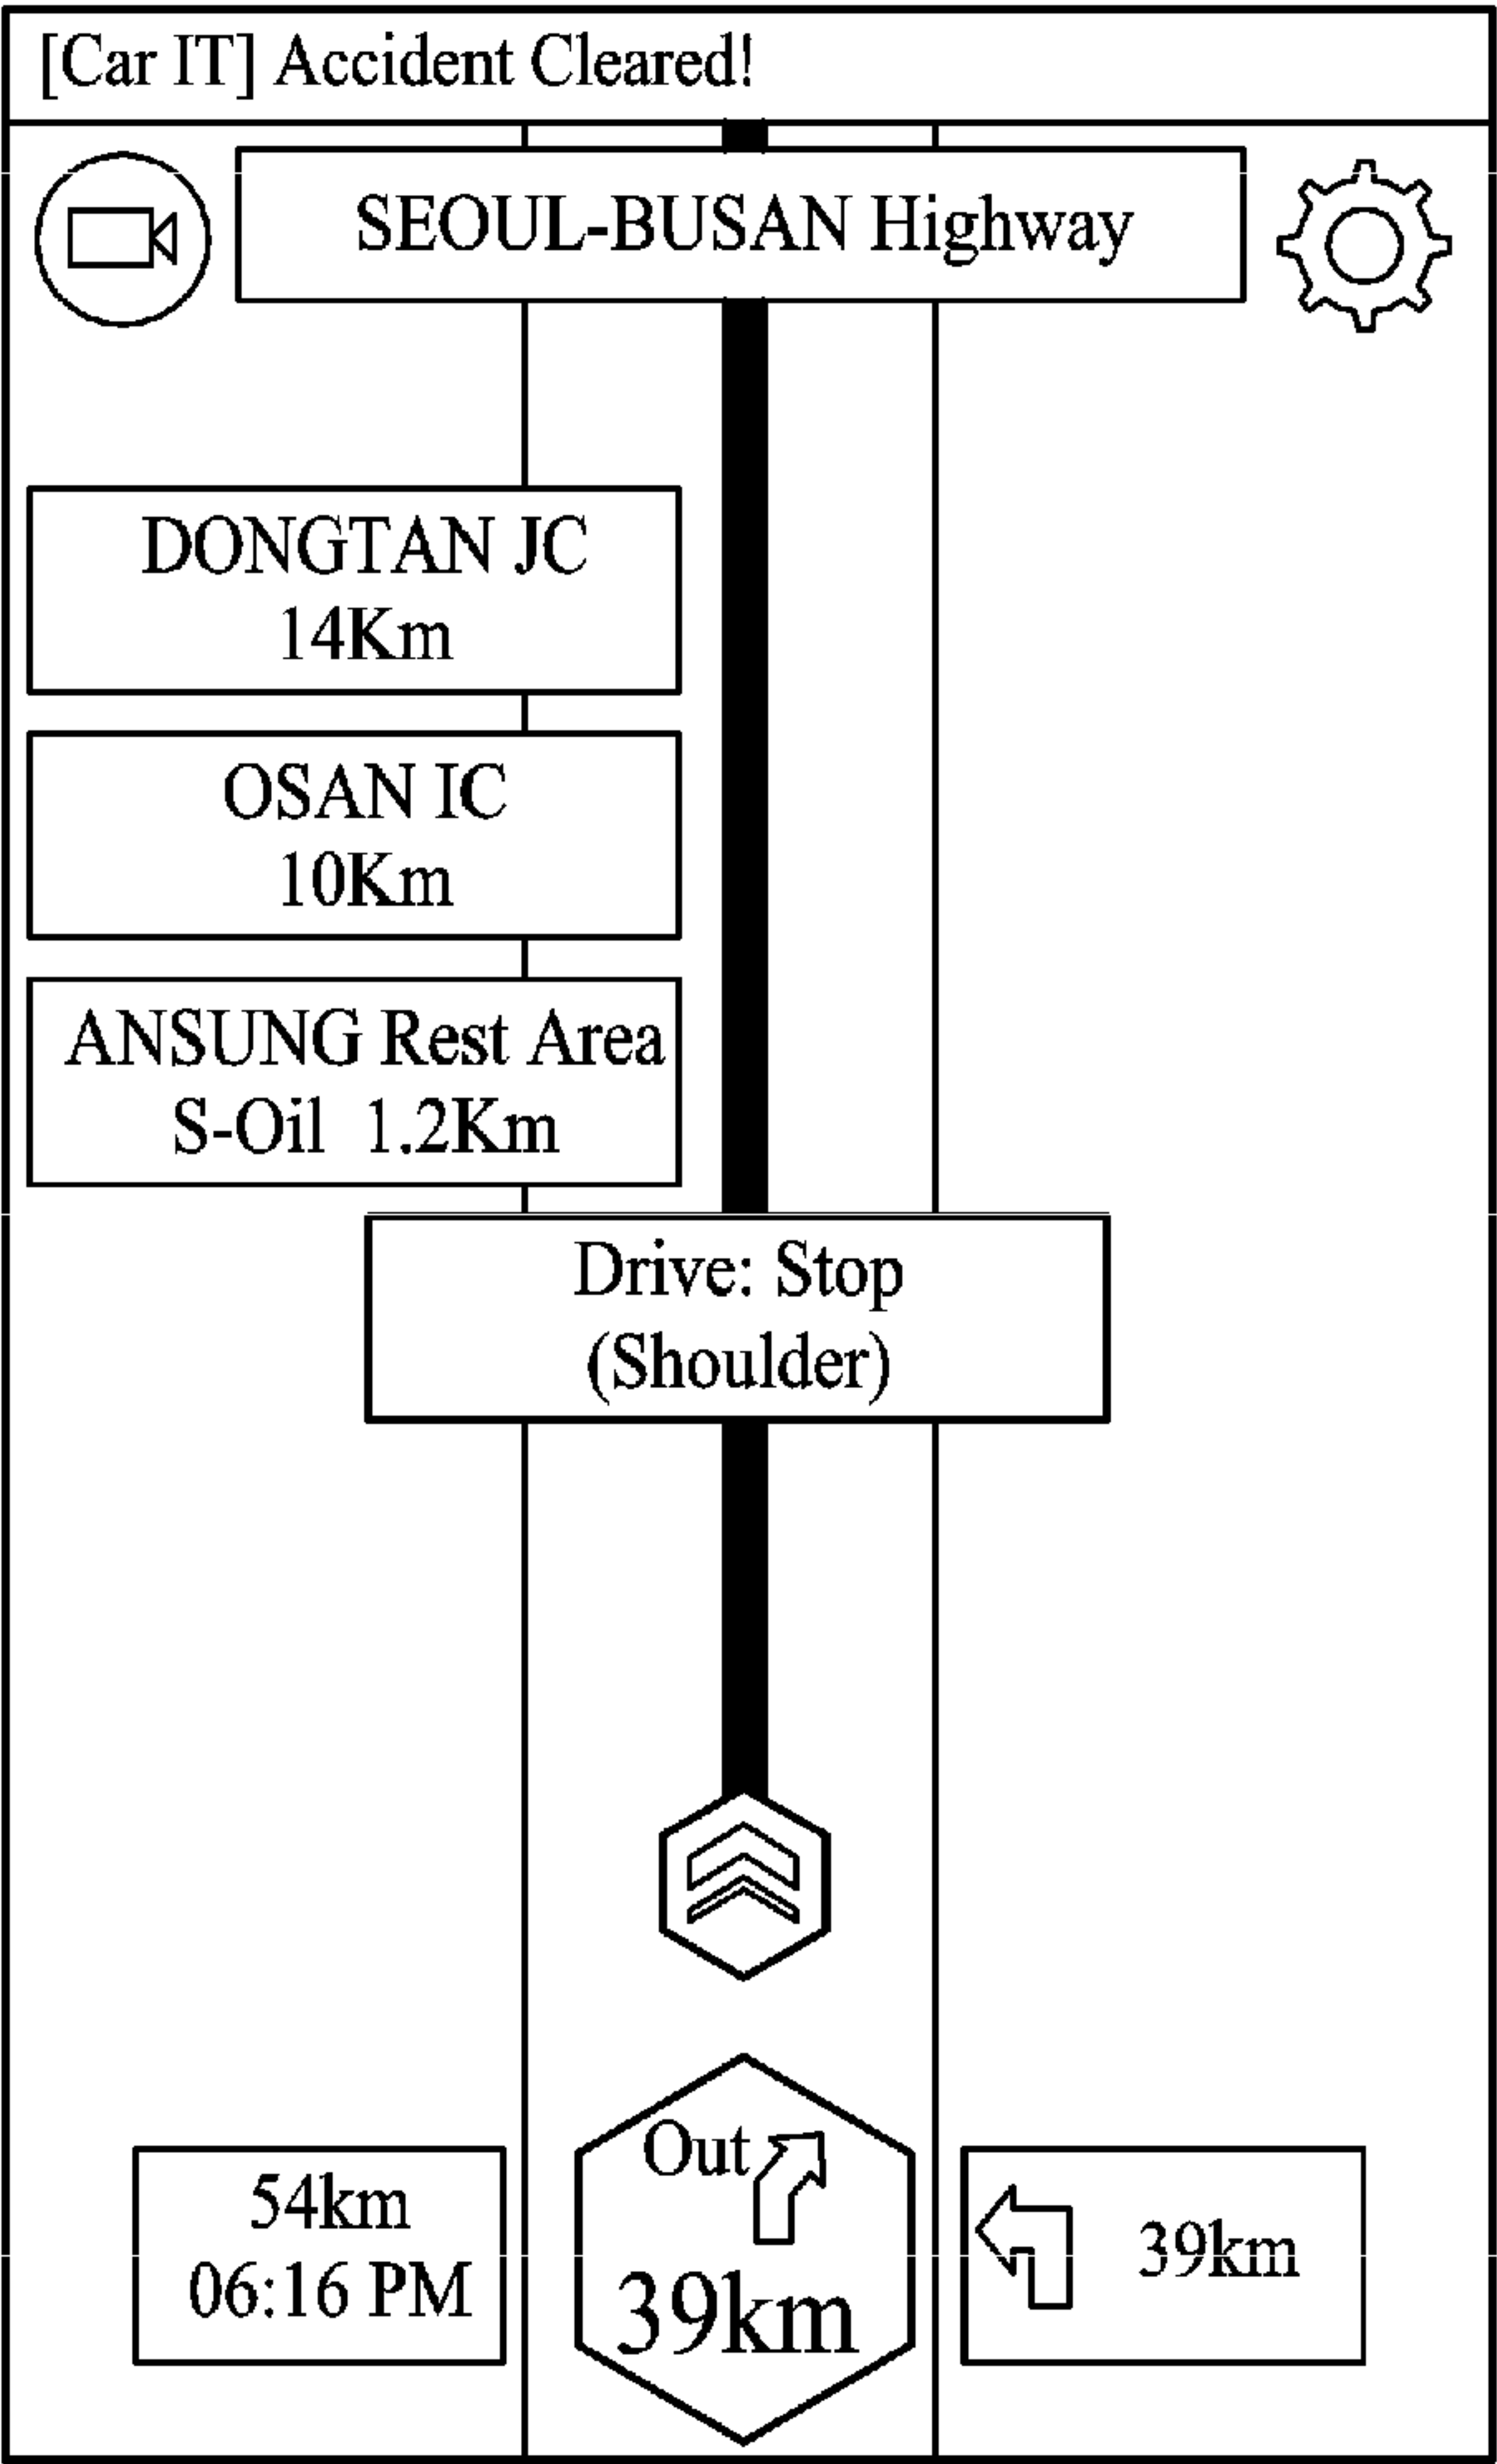 [Car IT] Accident Cleared!
SEOUL-BUSAN Highway
DONGTAN JC
14Km
OSAN IC
10Km
ANSUNG Rest Area
S-Oil 1.2Km
Drive: Stop
(Shoulder)
54km
06:16 PM
Out
39km
39km